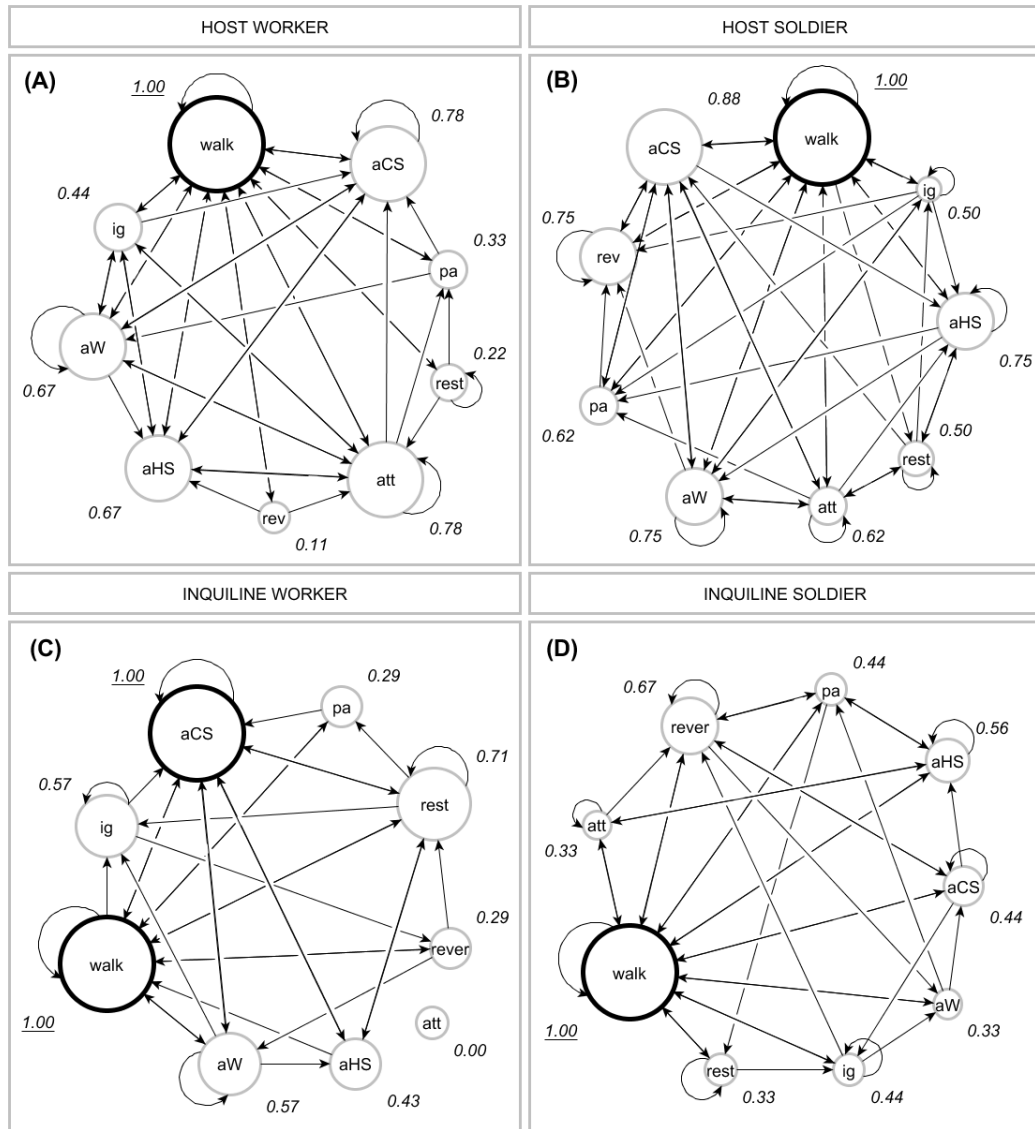 HOST WORKER
HOST SOLDIER
(A)
1.00
walk
0.78
aCS
0.44
ig
0.33
pa
aW
0.67
0.22
rest
aHS
0.67
rev
0.11
att
0.78
(B)
0.88
1.00
aCS
walk
ig
0.50
0.75
rev
aHS
0.75
pa
0.62
0.50
rest
aW
0.75
att
0.62
INQUILINE WORKER
INQUILINE SOLDIER
(C)
1.00
aCS
0.29
pa
0.71
rest
0.57
ig
0.29
rever
walk
1.00
att
0.00
aW
0.57
aHS
0.43
(D)
0.67
rever
0.44
pa
0.56
aHS
att
0.33
aCS
0.44
walk
1.00
aW
0.33
rest
0.33
ig
0.44